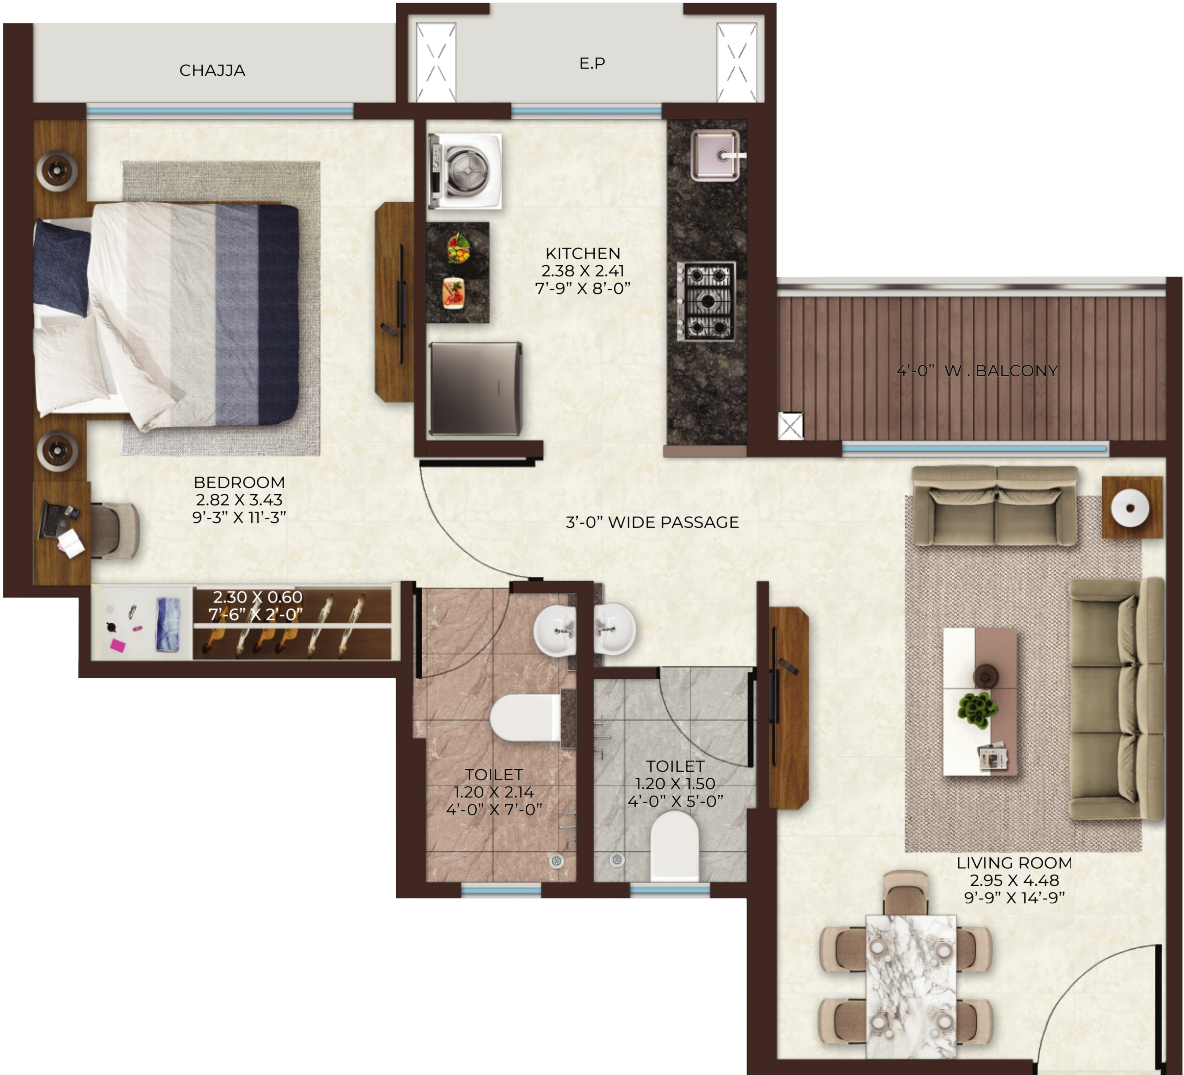 CHAJJA
E.P
KITCHEN
2.38 X 2.41
7’-9” X 8’-0”
4’-0” W . BALCONY
BEDROOM
2.82 X 3.43
9’-3” X 11’-3”
3’-0” WIDE PASSAGE
2.30 X 0.60
7’-6” X 2’-0”
TOILET
1.20 X 2.14
4’-0” X 7’-0”
TOILET
1.20 X 1.50
4’-0” X 5’-0”
LIVING ROOM
2.95 X 4.48
9’-9” X 14’-9”